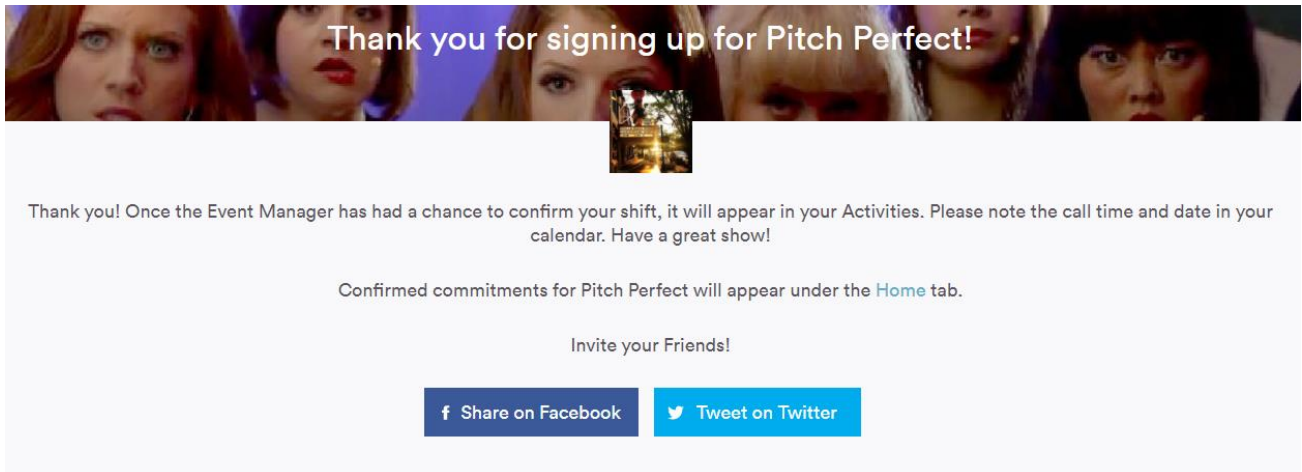 Thank you for signing up for Pitch Perfect!
Thank you! Once the Event Manager has had a chance to confirm your shift, it will appear in your Activities. Please note the call time and date in your
calendar. Have a great show!
Confirmed commitments for Pitch Perfect will appear under the Home tab.
Invite your Friends!
f Share on Facebook
Tweet on Twitter